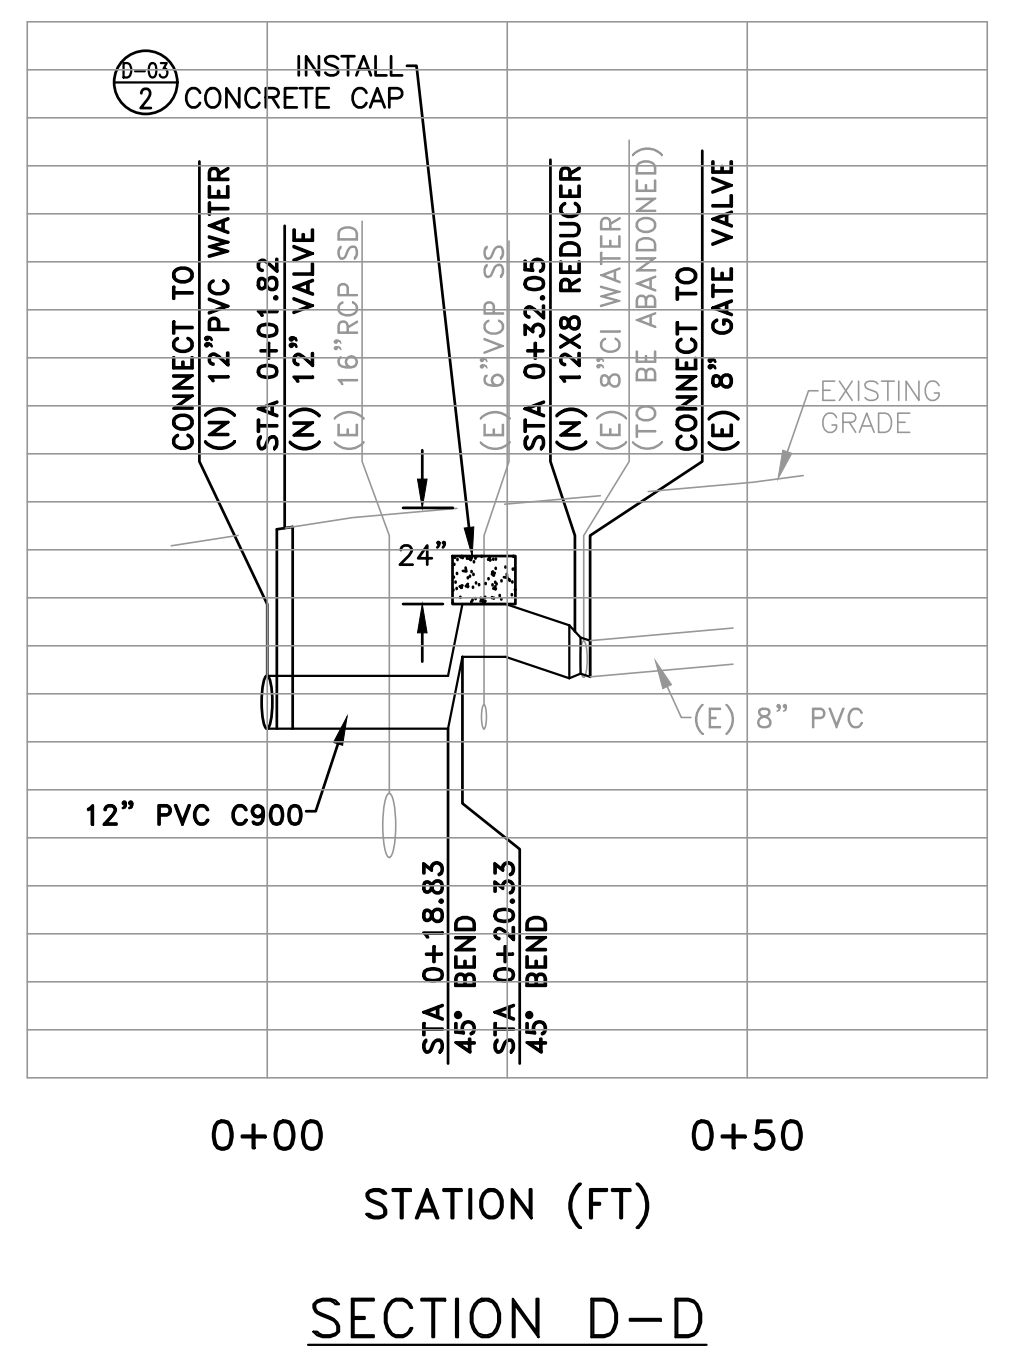 D-03
2
INSTALL
CONCRETE CAP
CONNECT TO
(N) 12"PVC WATER
STA 0+01.82
(N) 12" VALVE
(E) 16"RCP SD
(E) 6"VCP SS
STA 0+32.05
(N) 12X8 REDUCER
(E) 8"CI WATER
(TO BE ABANDONED)
CONNECT TO
(E) 8" GATE VALVE
EXISTING
GRADE
24"
(E) 8" PVC
12" PVC C900
STA 0+18.83
45° BEND
STA 0+20.33
45° BEND
0+00
0+50
STATION (FT)
SECTION D-D